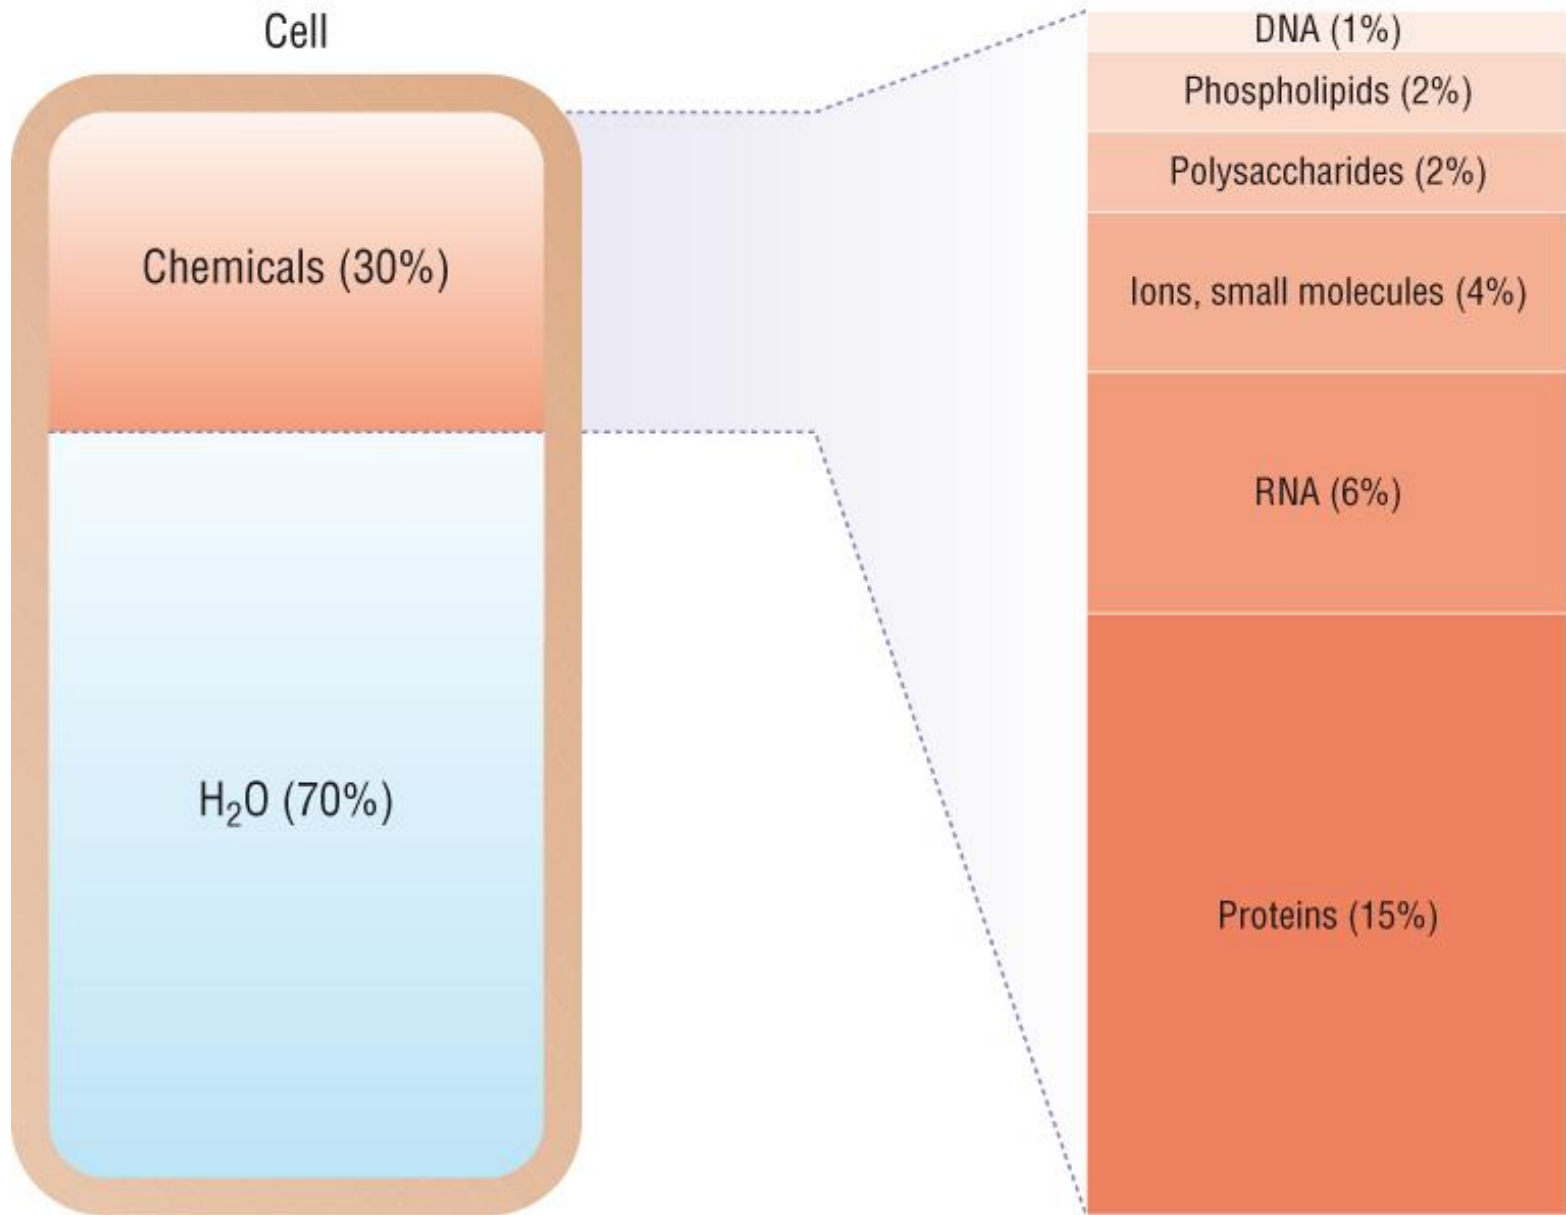 Cell
Chemicals (30%)
H₂O (70%)
DNA (1%)
Phospholipids (2%)
Polysaccharides (2%)
Ions, small molecules (4%)
RNA (6%)
Proteins (15%)